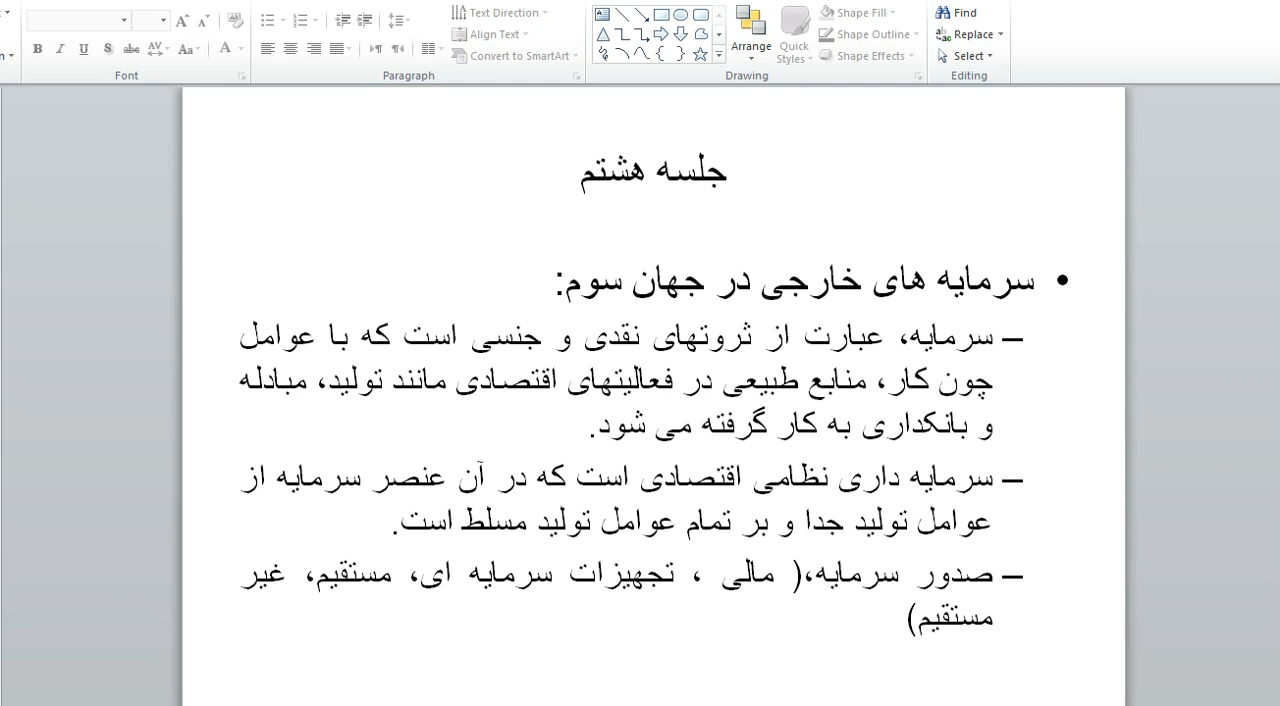 Text Direction
Shape Fill
Find
Align Text
Shape Outline
Replace
Arrange
Quick Styles
B I U S abc AV Aa A
Convert to SmartArt
Shape Effects
Select
Font
Paragraph
Drawing
Editing
جلسه هشتم
• سرمایه های خارجی در جهان سوم:
– سرمایه، عبارت از ثروتهای نقدی و جنسی است که با عوامل
چون کار، منابع طبیعی در فعالیتهای اقتصادی مانند تولید، مبادله
و بانکداری به کار گرفته می شود.
– سرمایه داری نظامی اقتصادی است که در آن عنصر سرمایه از
عوامل تولید جدا و بر تمام عوامل تولید مسلط است.
– صدور سرمایه،( مالی ، تجهیزات سرمایه ای، مستقیم، غیر
مستقیم)